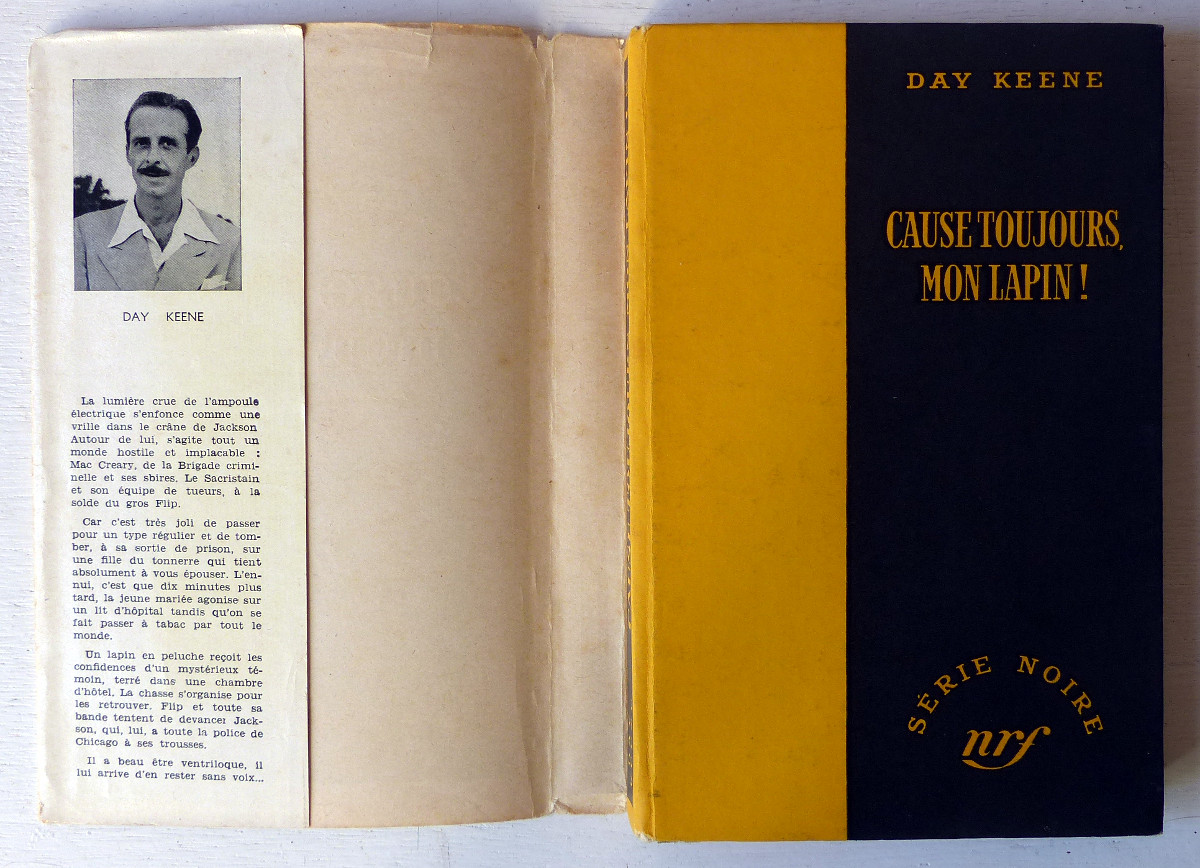 DAY KEENE
La lumière crue de l'ampoule
électrique s'enfonce comme une
vrille dans le crâne de Jackson
Autour de lui, s'agite tout un
monde hostile et implacable :
Mac Creary, de la Brigade crimi-
nelle et ses sbires. Le Sacristain
et son équipe de tueurs, à la
solde du gros Flip.
Car c'est très joli de passer
pour un type régulier et de tom-
ber, à sa sortie de prison, sur
une fille du tonnerre qui tient
absolument à vous épouser. L'en-
nui, c'est que dix minutes plus
tard, la jeune mariée agonise sur
un lit d'hôpital tandis qu'on se
fait passer à tabac par tout le
monde.
Un lapin en peluche reçoit les
confidences d'un mystérieux té-
moin, terré dans une chambre
d'hôtel. La chasse s'organise pour
les retrouver. Flip et toute sa
bande tentent de devancer Jack-
son, qui, lui, a toute la police de
Chicago à ses trousses.
Il a beau être ventriloque, il
lui arrive d'en rester sans voix...
DAY KEENE
CAUSE TOUJOURS,
MON LAPIN !
SÉRIE NOIRE
nrf